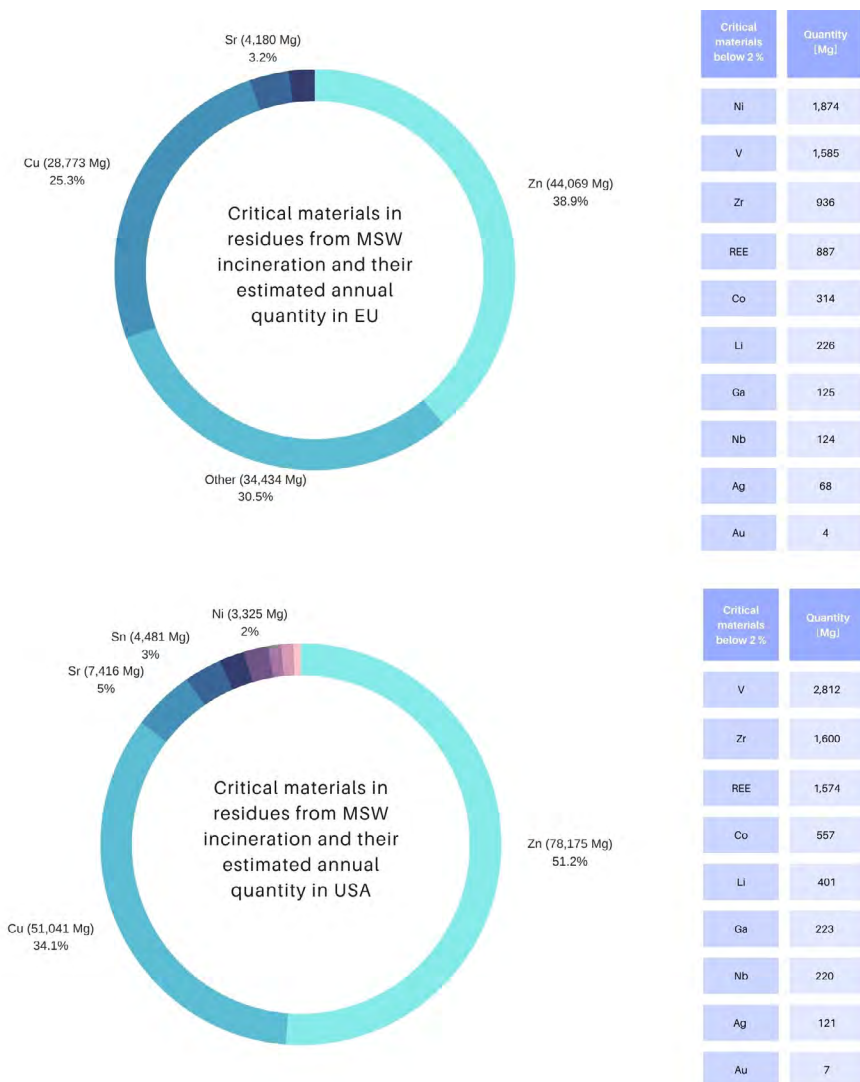 Sr (4,180 Mg)
3.2%
Cu (28,773 Mg)
25.3%
Zn (44,069 Mg)
38.9%
Other (34,434 Mg)
30.5%
Critical materials in
residues from MSW
incineration and their
estimated annual
quantity in EU
Critical
materials
below 2 %
Quantity
[Mg]
Ni 1,874
V 1,585
Zr 936
REE 887
Co 314
Li 226
Ga 125
Nb 124
Ag 68
Au 4
Ni (3,325 Mg)
2%
Sn (4,481 Mg)
3%
Sr (7,416 Mg)
5%
Cu (51,041 Mg)
34.1%
Zn (78,175 Mg)
51.2%
Critical materials in
residues from MSW
incineration and their
estimated annual
quantity in USA
Critical
materials
below 2 %
Quantity
[Mg]
V 2,812
Zr 1,600
REE 1,574
Co 557
Li 401
Ga 223
Nb 220
Ag 121
Au 7